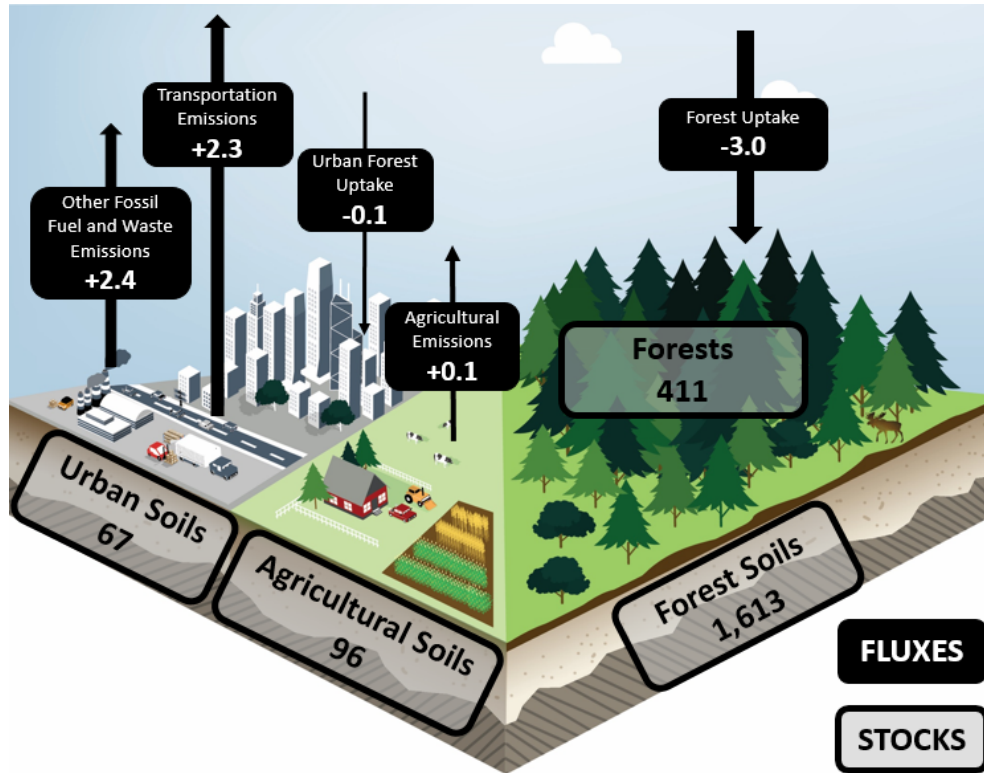 Transportation
Emissions
+2.3
Other Fossil
Fuel and Waste
Emissions
+2.4
Urban Forest
Uptake
-0.1
Agricultural
Emissions
+0.1
Forest Uptake
-3.0
Forests
411
Urban Soils
67
Agricultural Soils
96
Forest Soils
1,613
FLUXES
STOCKS